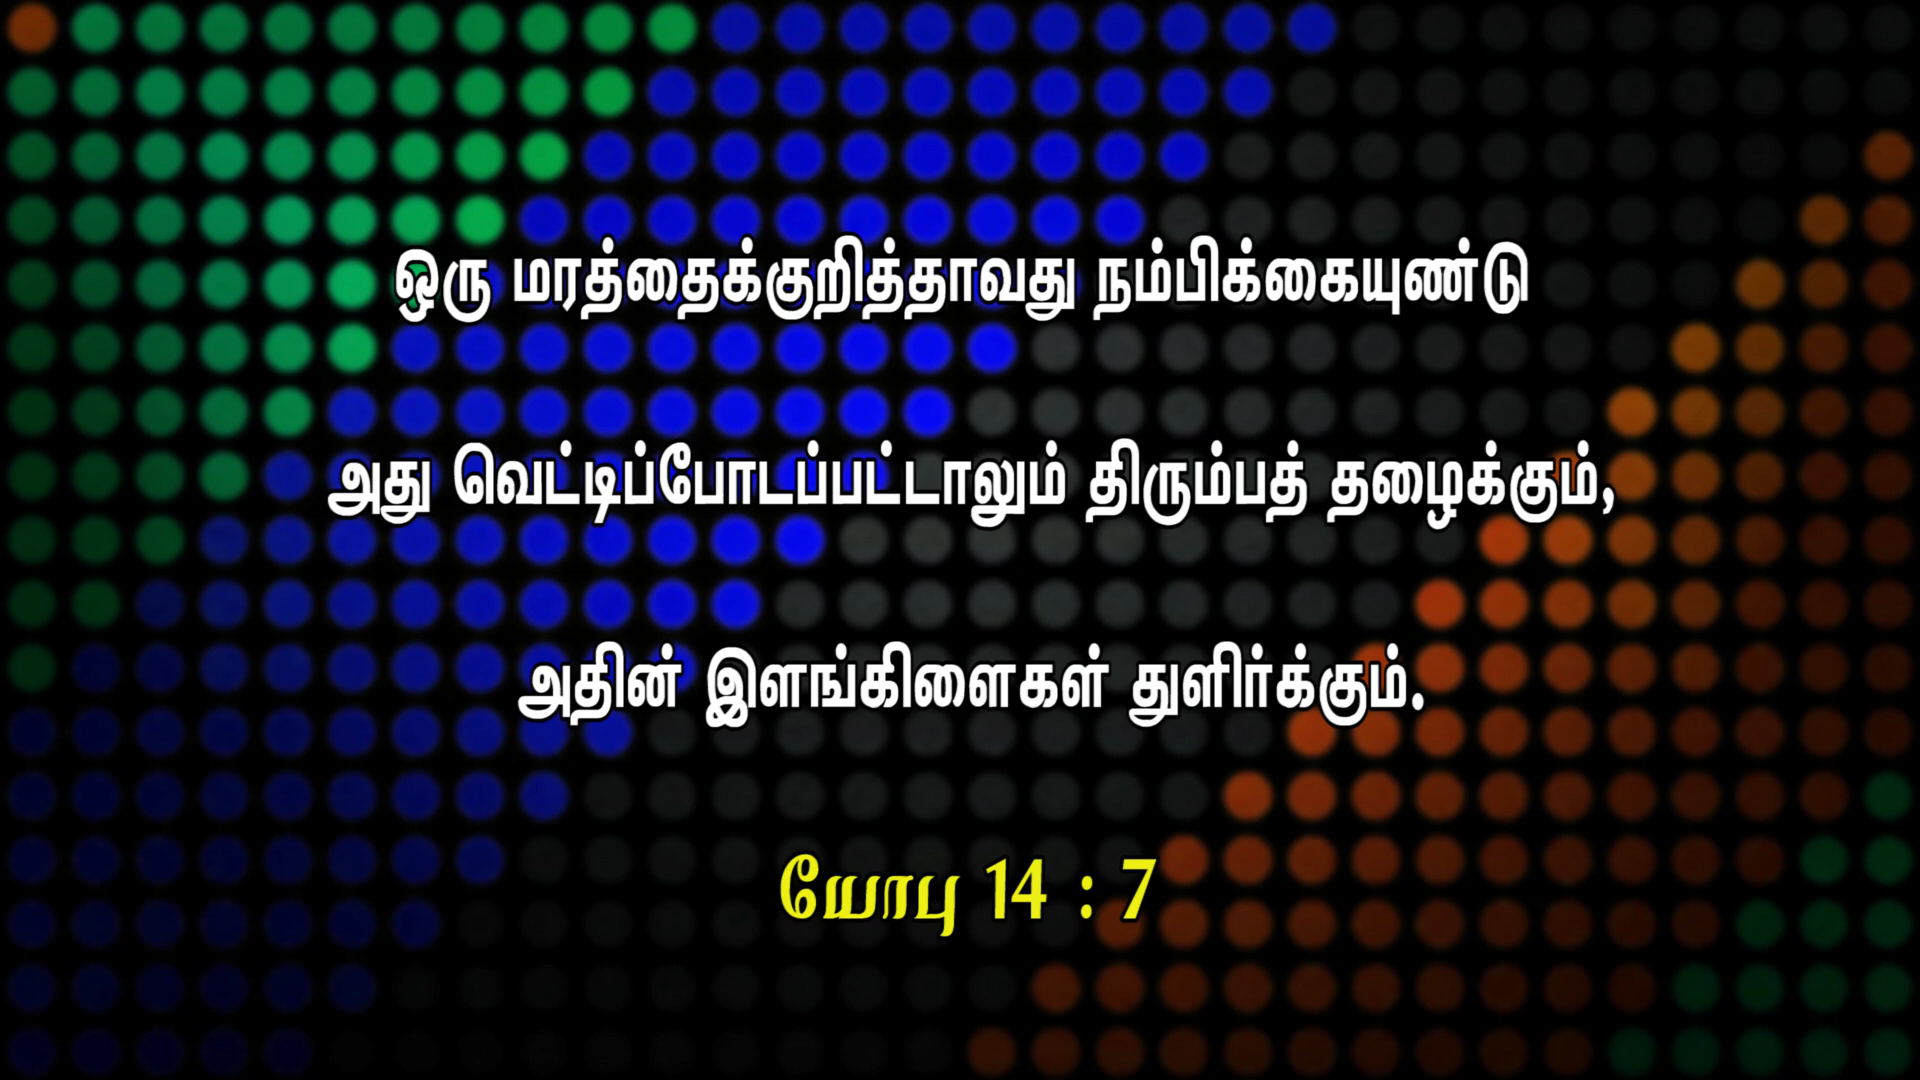 ஒரு மரத்தைக்குறித்தாவது நம்பிக்கையுண்டு
அது வெட்டிப்போடப்பட்டாலும் திரும்பத் தழைக்கும்,
அதின் இளங்கிளைகள் துளிர்க்கும்.
யோபு 14 : 7